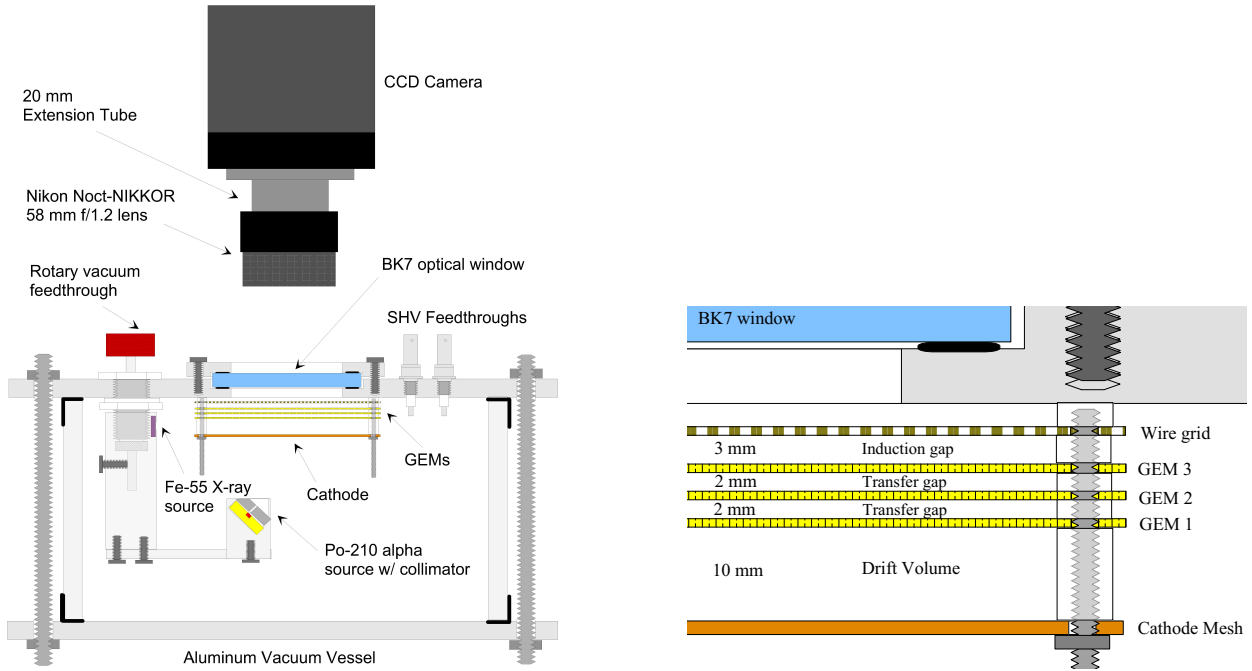 CCD Camera
20 mm
Extension Tube
Nikon Noct-NIKKOR
58 mm f/1.2 lens
BK7 optical window
Rotary vacuum
feedthrough
SHV Feedthroughs
GEMs
Fe-55 X-ray
source
Cathode
Po-210 alpha
source w/ collimator
Aluminum Vacuum Vessel
BK7 window
Wire grid
3 mm Induction gap
GEM 3
2 mm Transfer gap
GEM 2
2 mm Transfer gap
GEM 1
10 mm Drift Volume
Cathode Mesh